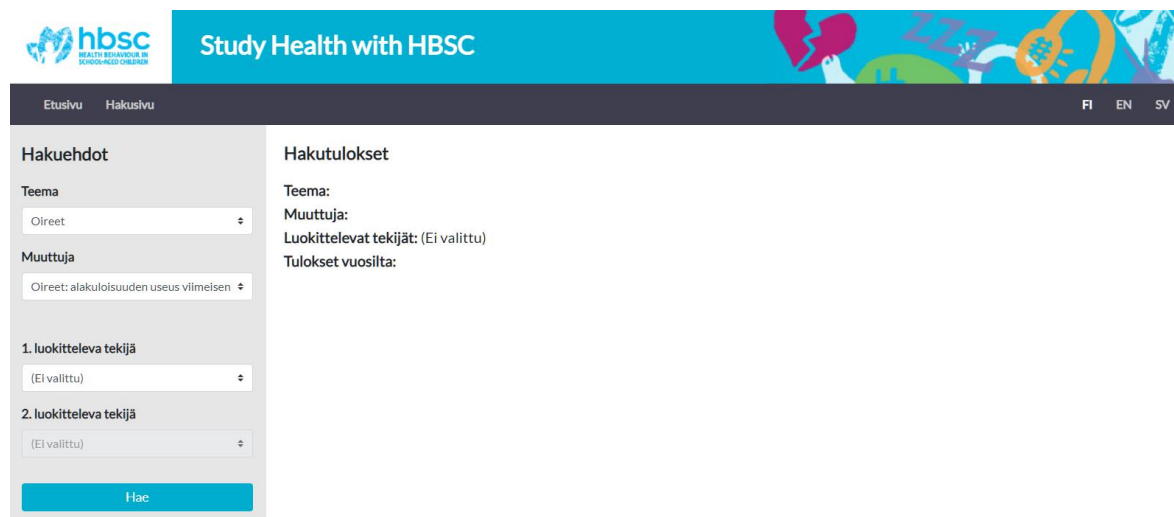 hbsc
HEALTH BEHAVIOUR IN
SCHOOL-AGED CHILDREN
Study Health with HBSC
ZZZ
Etusivu Hakusivu
FI EN SV
Hakuehdot
Teema
Oireet
Muuttuja
Oireet: alakuloisuuden useus viimeisen
1. luokitteleva tekijä
(Ei valittu)
2. luokitteleva tekijä
(Ei valittu)
Hae
Hakutulokset
Teema:
Muuttuja:
Luokittelevat tekijät: (Ei valittu)
Tulokset vuosilta: